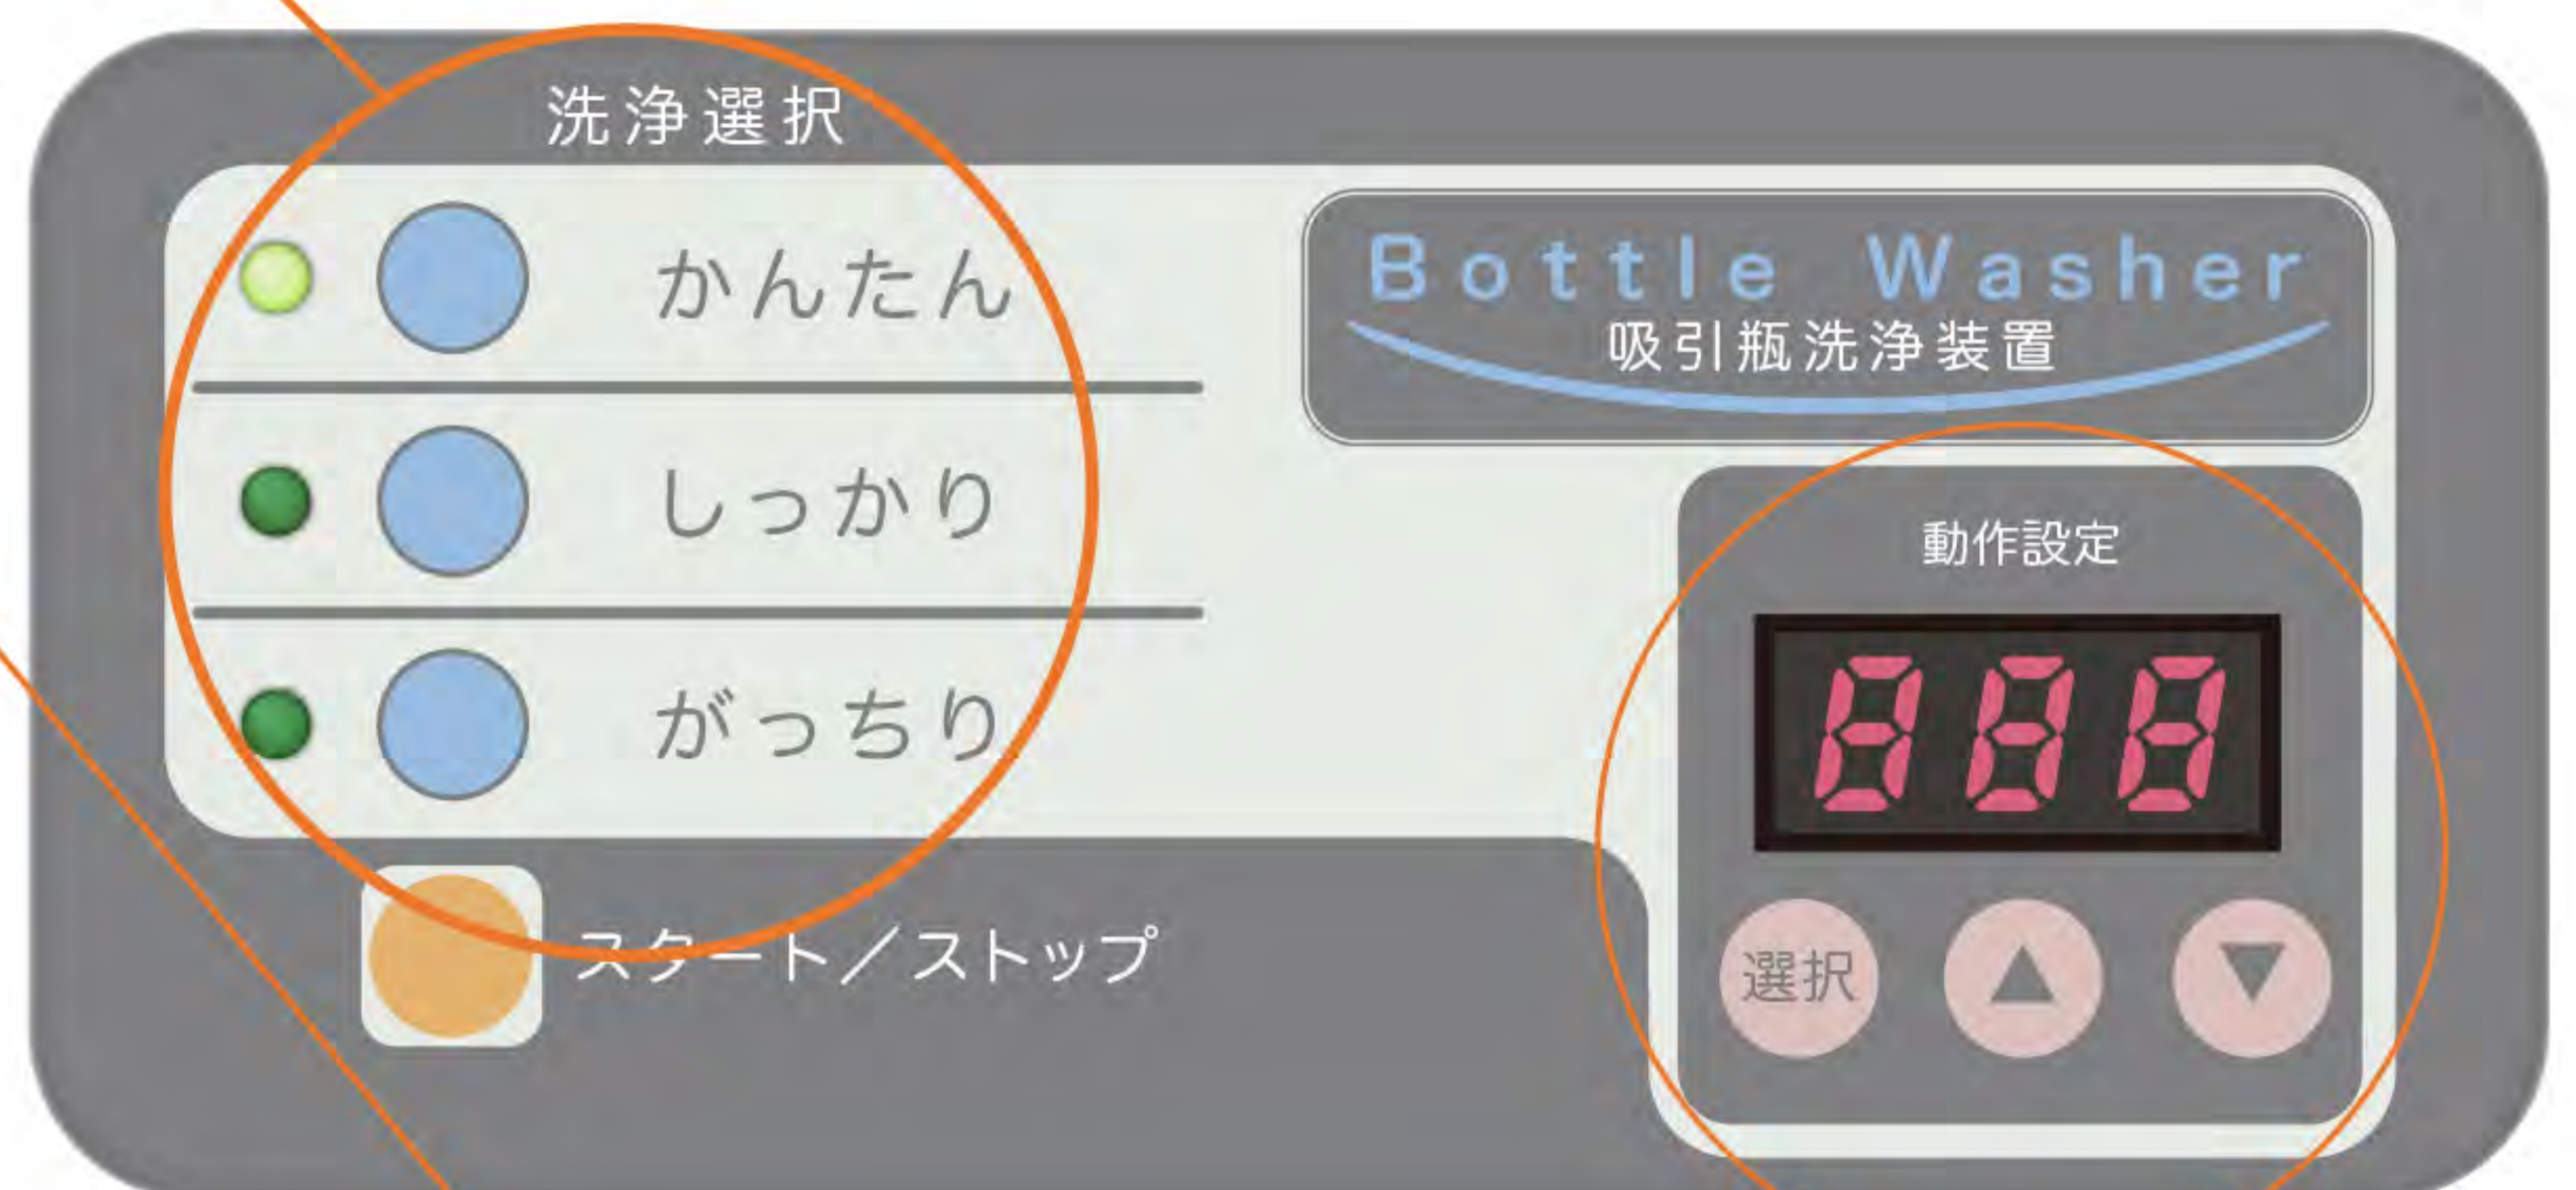 洗浄選択
かんたん
しっかり
がっちり
スタート／ストップ
Bottle Washer
吸引瓶洗浄装置
動作設定
888
選択 ▲ ▼